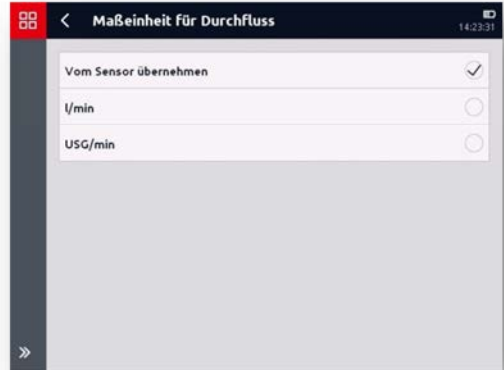 Maßeinheit für Durchfluss
14:23:31
Vom Sensor übernehmen
l/min
USG/min